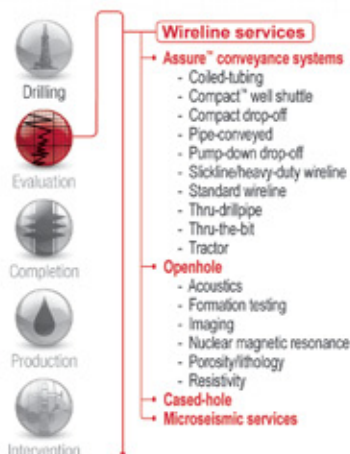 Wireline services
Assure™ conveyance systems
- Coiled-tubing
- Compact™ well shuttle
- Compact drop-off
- Pipe-conveyed
- Pump-down drop-off
- Slickline/heavy-duty wireline
- Standard wireline
- Thru-drillpipe
- Thru-the-bit
- Tractor
Openhole
- Acoustics
- Formation testing
- Imaging
- Nuclear magnetic resonance
- Porosity/lithology
- Resistivity
Cased-hole
Microseismic services
Drilling
Evaluation
Completion
Production
Intervention